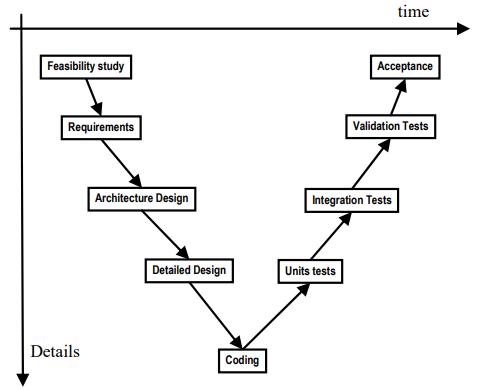 time
Feasibility study
Acceptance
Requirements
Validation Tests
Architecture Design
Integration Tests
Detailed Design
Units tests
Details
Coding